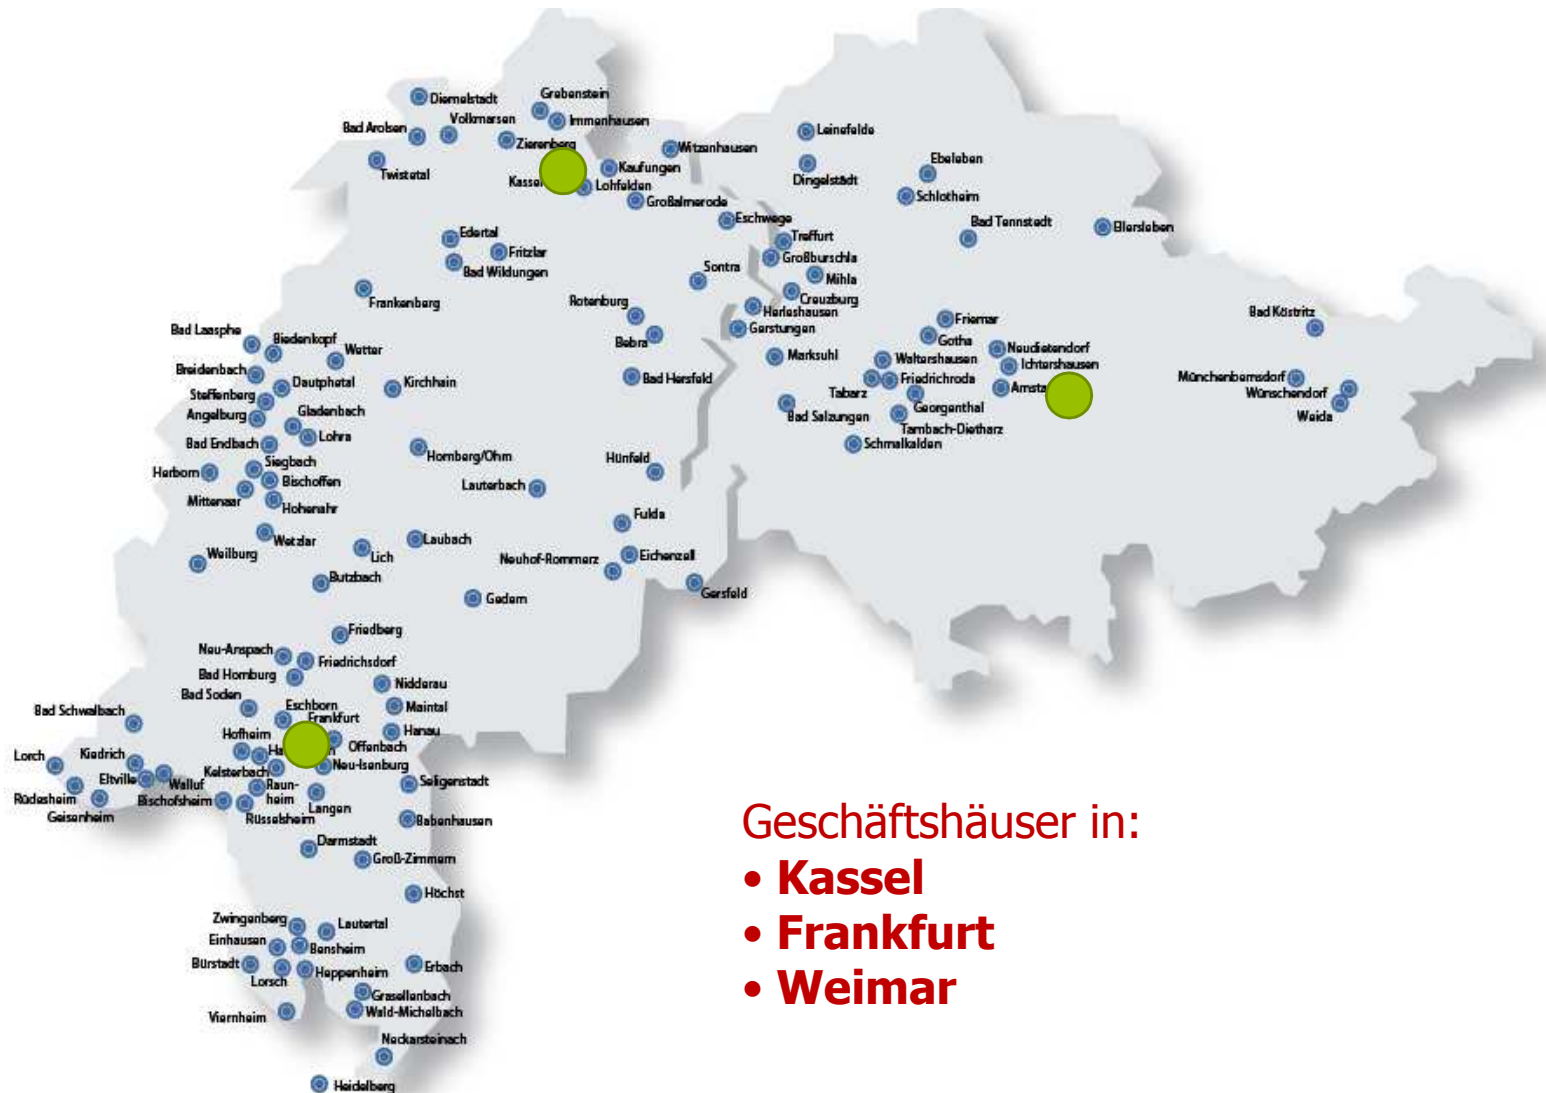 Diemelstadt
Grebenstein
Volkmarsen
Immenhausen
Bad Arolsen
Zierenberg
Witzenhausen
Leinefelde
Twistetal
Kassel
Kaufungen
Lohfelden
Großalmerode
Dingelstädt
Ebeleben
Schlotheim
Eschwege
Bad Tennstedt
Ellersleben
Edertal
Fritzlar
Bad Wildungen
Treffurt
Großburschla
Sontra
Mihla
Creuzburg
Frankenberg
Rotenburg
Herleshausen
Gerstungen
Friemar
Gotha
Bad Köstritz
Bad Laasphe
Biedenkopf
Wetter
Bebra
Marksuhl
Waltershausen
Neudietendorf
Ichtershausen
Breidenbach
Dautphetal
Kirchhain
Bad Hersfeld
Tabarz
Friedrichroda
Arnsta
Münchenbernsdorf
Wünschendorf
Weida
Steffenberg
Angelburg
Gladenbach
Bad Salzungen
Georgenthal
Tambach-Dietharz
Schmalkalden
Bad Endbach
Lohra
Homberg/Ohm
Herborn
Siegbach
Bischoffen
Hünfeld
Mittenaar
Hohenahr
Lauterbach
Wetzlar
Fulda
Weilburg
Lich
Laubach
Neuhof-Rommerz
Eichenzell
Butzbach
Gedern
Gersfeld
Friedberg
Neu-Anspach
Friedrichsdorf
Bad Homburg
Nidderau
Bad Soden
Eschborn
Maintal
Bad Schwalbach
Frankfurt
Hofheim
Offenbach
Hanau
Lorch
Kiedrich
Kelsterbach
Neu-Isenburg
Eltville
Walluf
Raun-
heim
Seligenstadt
Rüdesheim
Geisenheim
Bischofsheim
Rüsselsheim
Langen
Babenhausen
Darmstadt
Groß-Zimmern
Höchst
Zwingenberg
Lautertal
Einhausen
Bensheim
Bürstadt
Lorsch
Heppenheim
Erbach
Grasellenbach
Viernheim
Wald-Michelbach
Neckarsteinach
Heidelberg
Geschäftshäuser in:
• Kassel
• Frankfurt
• Weimar